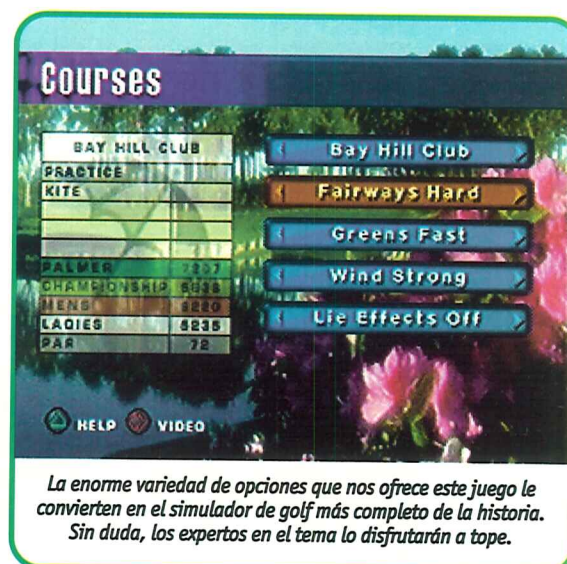 Courses
BAY HILL CLUB
PRACTICE
KITE
PALMER 7207
CHAMPIONSHIP
MENS 6220
LADIES 5235
PAR 72
Bay Hill Club
Fairways Hard
Greens Fast
Wind Strong
Lie Effects Off
HELP VIDEO
La enorme variedad de opciones que nos ofrece este juego le
convierten en el simulador de golf más completo de la historia.
Sin duda, los expertos en el tema lo disfrutarán a tope.